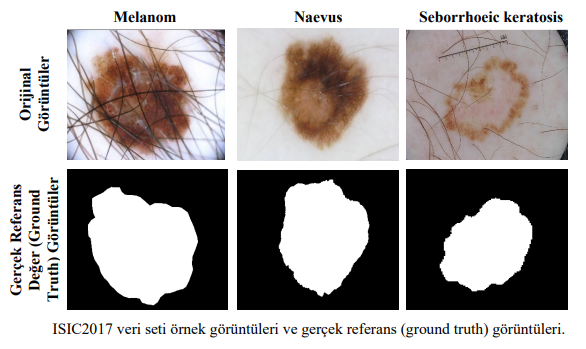 Melanom
Naevus
Seborrhoeic keratosis
Orijinal
Görüntüler
Gerçek Referans
Değer (Ground
Truth) Görüntüler
ISIC2017 veri seti örnek görüntüleri ve gerçek referans (ground truth) görüntüleri.